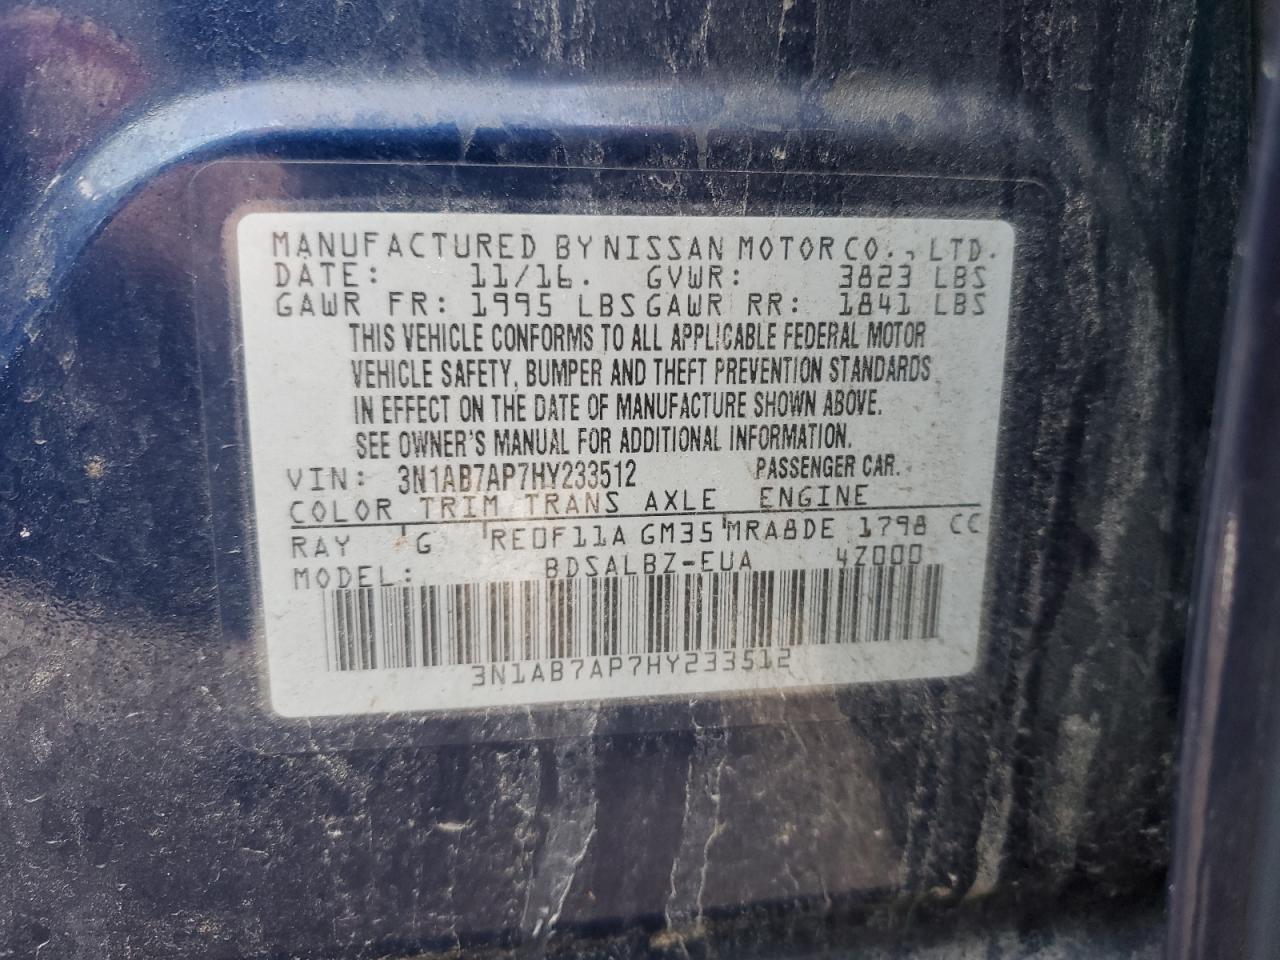 MANUFACTURED BY NISSAN MOTOR CO., LTD.
DATE: 11/16. GVWR: 3823 LBS
GAWR FR: 1995 LBS GAWR RR: 1841 LBS
THIS VEHICLE CONFORMS TO ALL APPLICABLE FEDERAL MOTOR
VEHICLE SAFETY, BUMPER AND THEFT PREVENTION STANDARDS
IN EFFECT ON THE DATE OF MANUFACTURE SHOWN ABOVE.
SEE OWNER'S MANUAL FOR ADDITIONAL INFORMATION.
VIN: 3N1AB7AP7HY233512 PASSENGER CAR.
COLOR TRIM TRANS AXLE ENGINE
RAY G RE0F11A GM35 MRA8DE 1798 CC
MODEL: BDSALBZ-EUA 4Z000
3N1AB7AP7HY233512